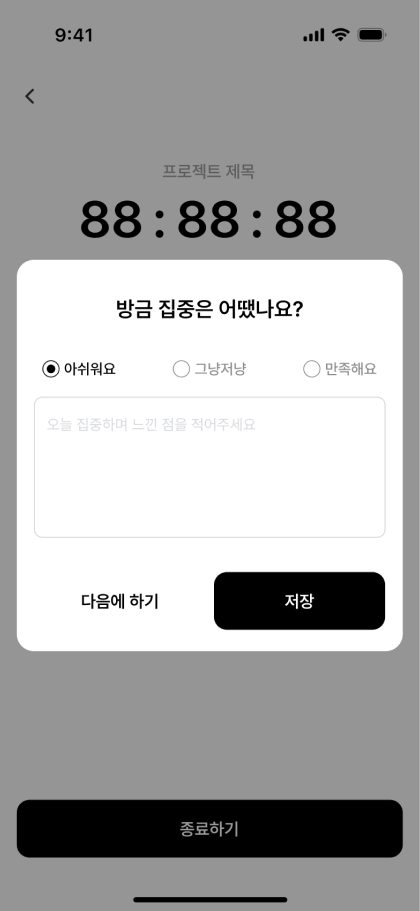 9:41
프로젝트 제목
88 : 88 : 88
방금 집중은 어땠나요?
아쉬워요 그냥저냥 만족해요
오늘 집중하며 느낀 점을 적어주세요
다음에 하기 저장
종료하기